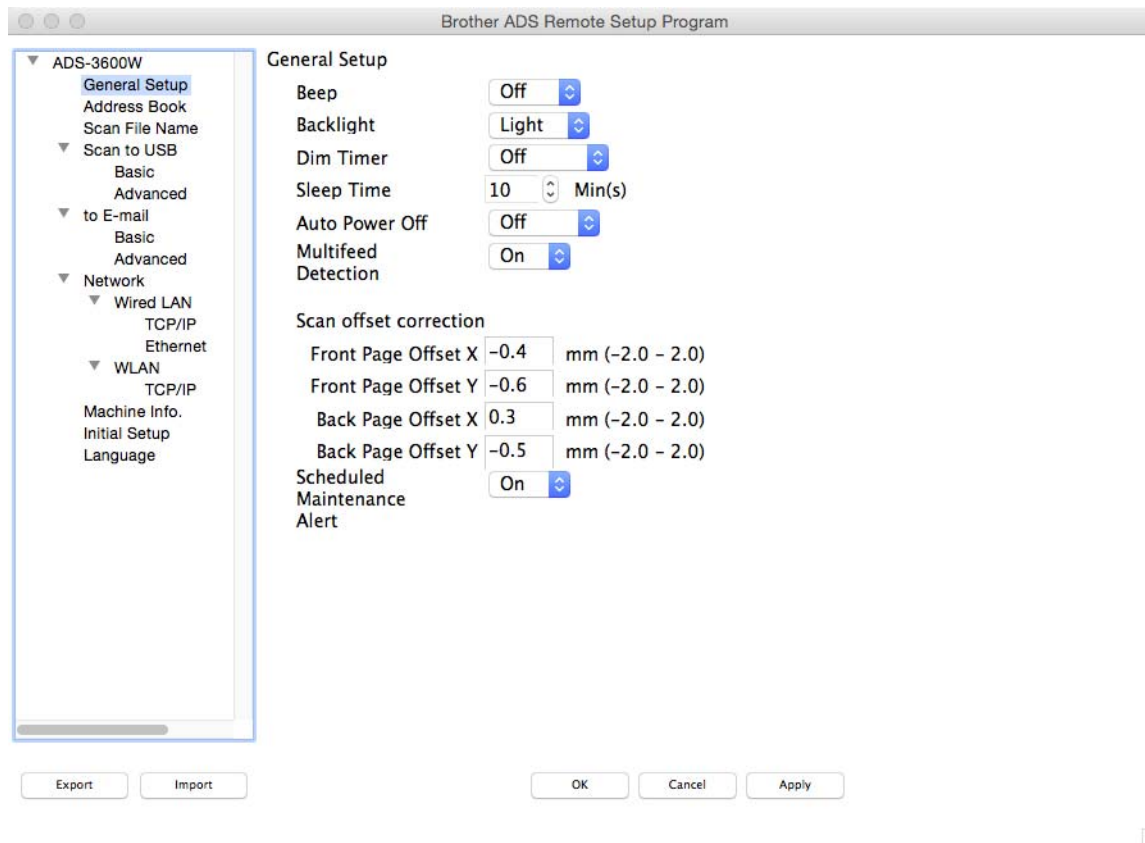 Brother ADS Remote Setup Program
ADS-3600W
General Setup
Address Book
Scan File Name
Scan to USB
Basic
Advanced
to E-mail
Basic
Advanced
Network
Wired LAN
TCP/IP
Ethernet
WLAN
TCP/IP
Machine Info.
Initial Setup
Language
General Setup
Beep Off
Backlight Light
Dim Timer Off
Sleep Time 10 Min(s)
Auto Power Off Off
Multifeed
Detection On
Scan offset correction
Front Page Offset X -0.4 mm (-2.0 - 2.0)
Front Page Offset Y -0.6 mm (-2.0 - 2.0)
Back Page Offset X 0.3 mm (-2.0 - 2.0)
Back Page Offset Y -0.5 mm (-2.0 - 2.0)
Scheduled On
Maintenance
Alert
Export Import OK Cancel Apply